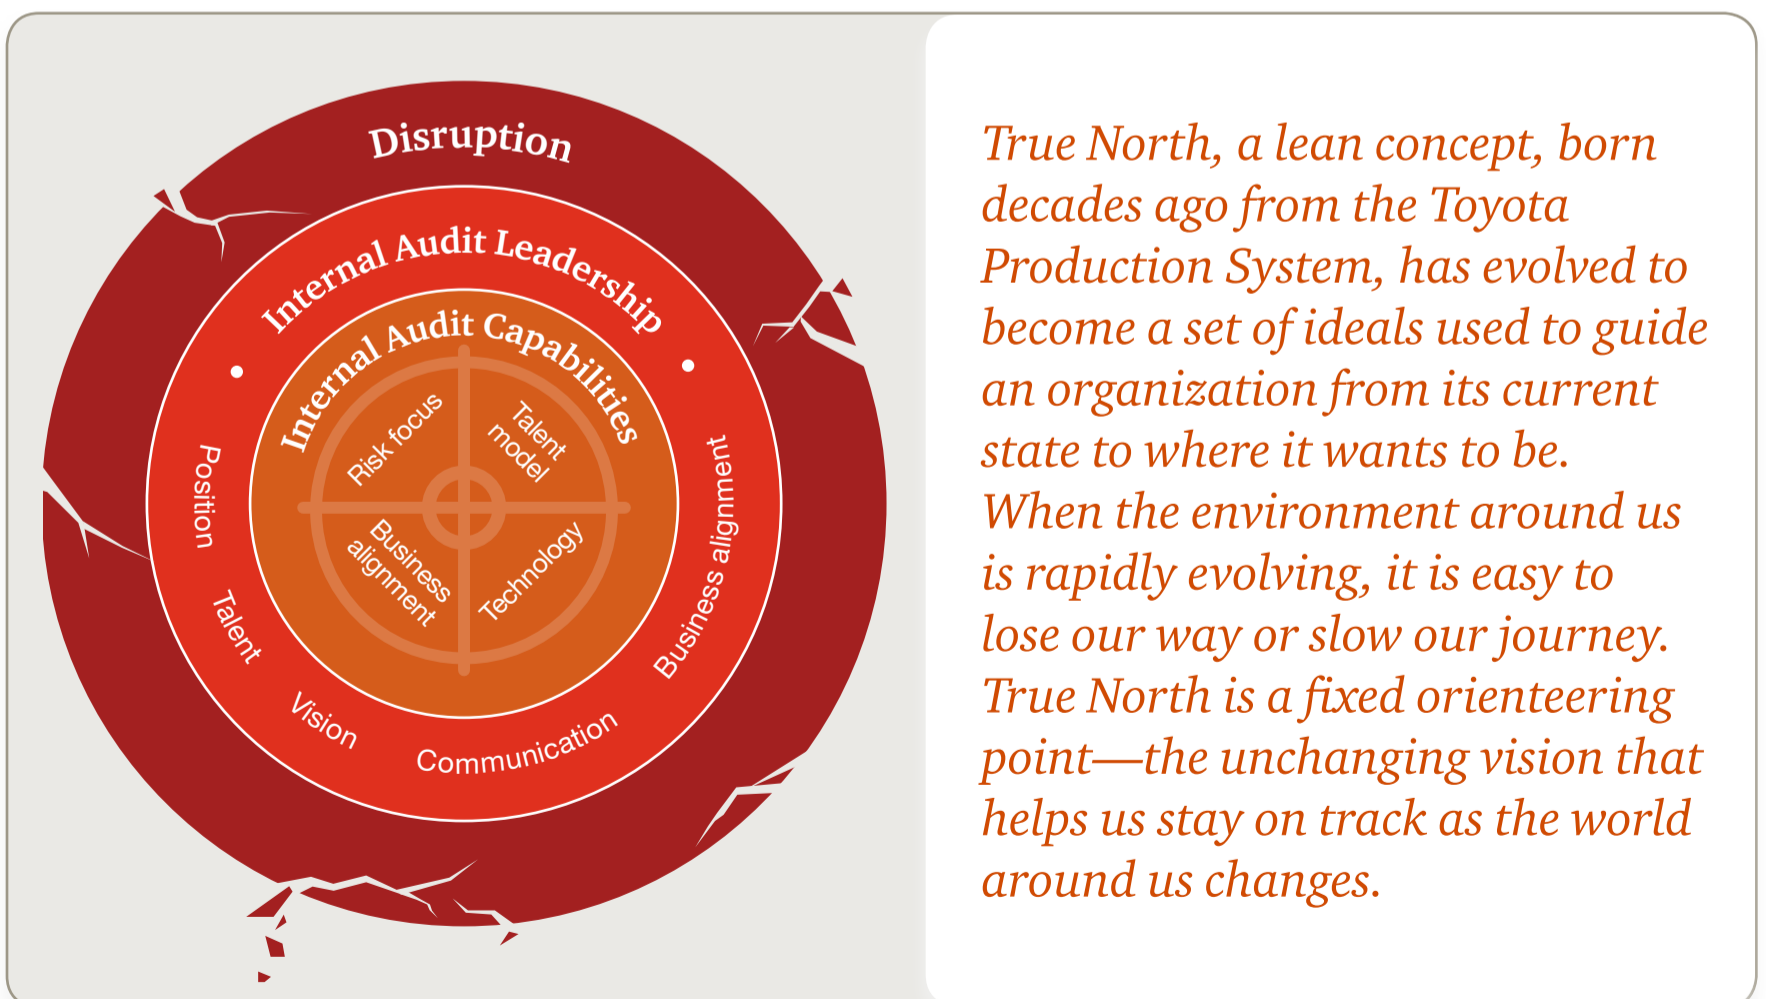 Disruption
Internal Audit Leadership
Internal Audit Capabilities
Risk focus
Talent
model
Business
alignment
Technology
Position
Talent
Vision
Communication
Business alignment
True North, a lean concept, born
decades ago from the Toyota
Production System, has evolved to
become a set of ideals used to guide
an organization from its current
state to where it wants to be.
When the environment around us
is rapidly evolving, it is easy to
lose our way or slow our journey.
True North is a fixed orienteering
point—the unchanging vision that
helps us stay on track as the world
around us changes.